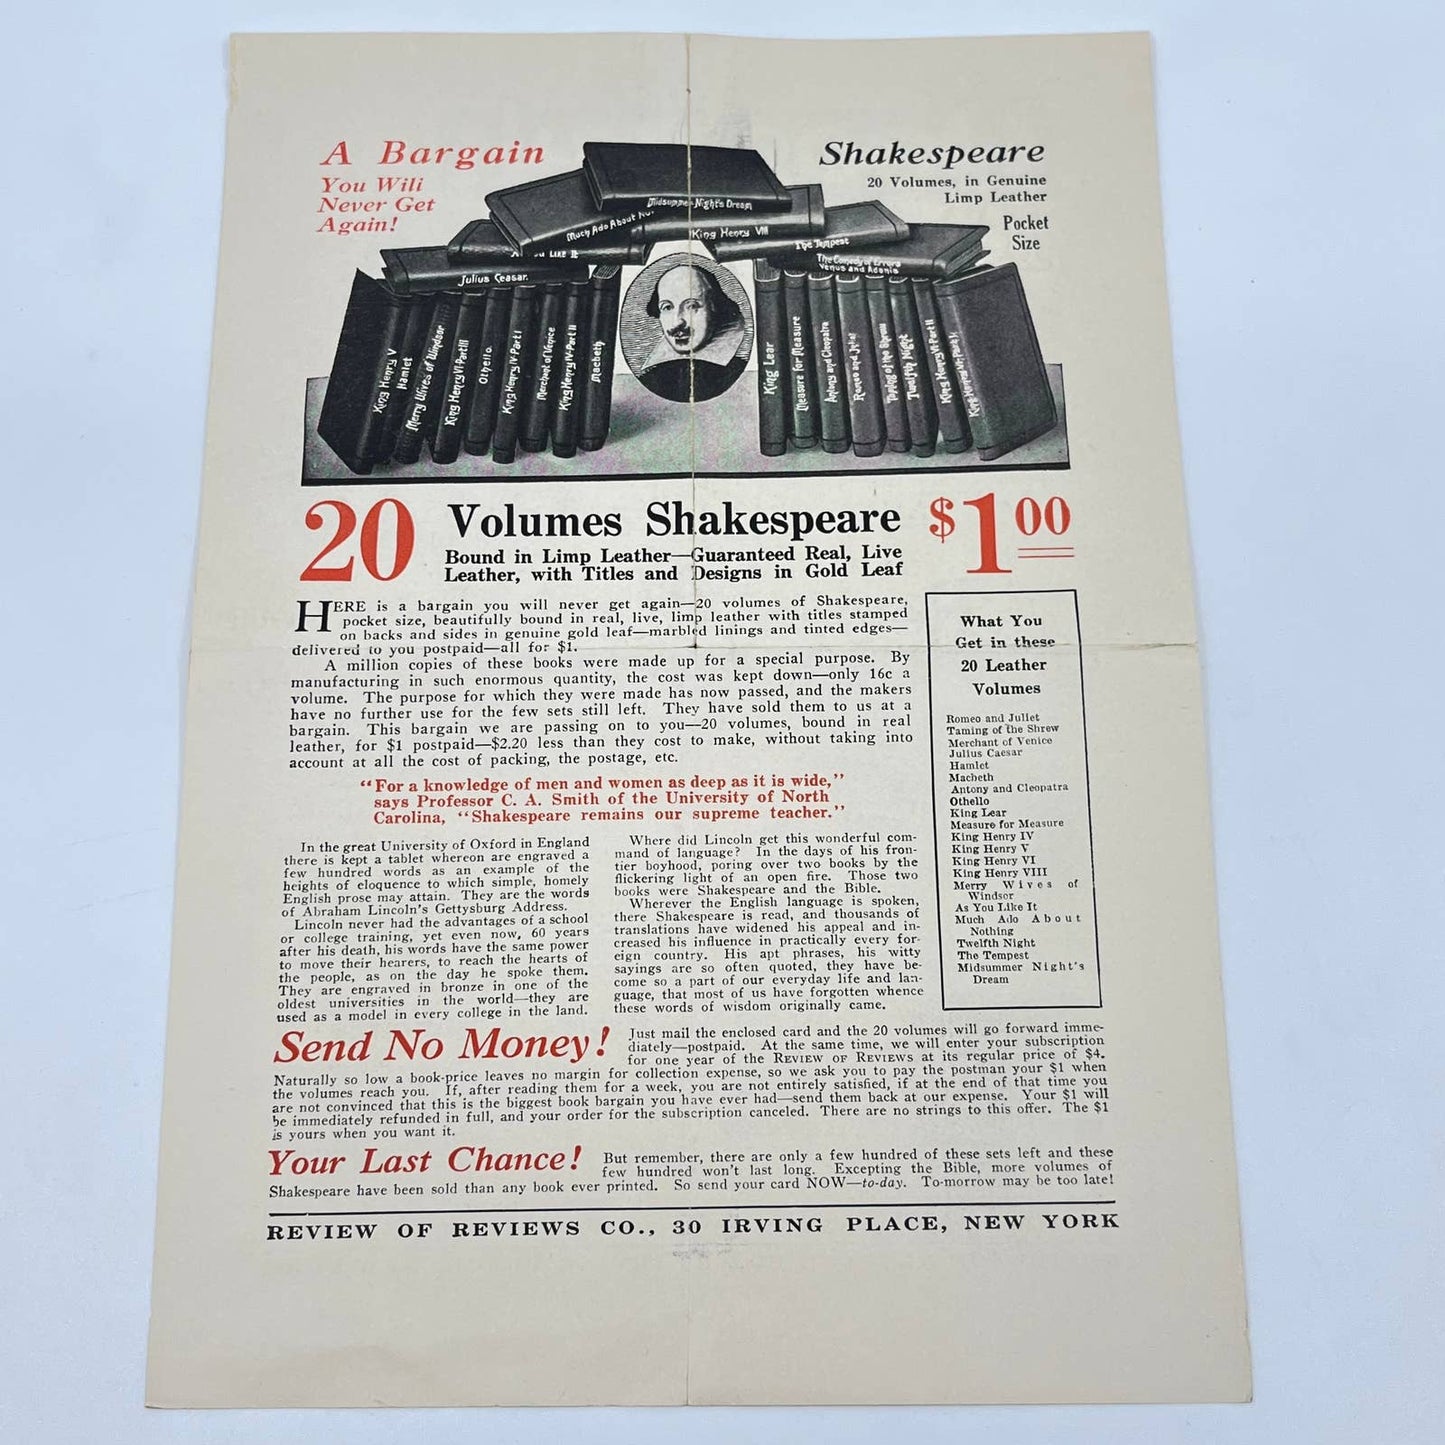 A Bargain
You Will
Never Get
Again!
Shakespeare
20 Volumes, in Genuine
Limp Leather
Pocket
Size
Midsummer-Night's Dream
Much Ado About No.
King Henry VIII
The Tempest
You Like It
The Comedy of Errors
Venus and Adonis
Julius Ceasar.
King Henry V
Hamlet
Merry Wives of Windsor
King Henry VI-Part III
Othello
King Henry IV-Part I
Merchant of Venice
King Henry IV-Part II
Macbeth
King Lear
Measure for Measure
Antony and Cleopatra
Romeo and Juliet
Taming of the Shrew
Twelfth Night
King Henry VI-Part II
King Henry VI-Part I
20 Volumes Shakespeare $1.00
Bound in Limp Leather—Guaranteed Real, Live
Leather, with Titles and Designs in Gold Leaf
HERE is a bargain you will never get again—20 volumes of Shakespeare,
pocket size, beautifully bound in real, live, limp leather with titles stamped
on backs and sides in genuine gold leaf—marbled linings and tinted edges—
delivered to you postpaid—all for $1.
A million copies of these books were made up for a special purpose. By
manufacturing in such enormous quantity, the cost was kept down—only 16c a
volume. The purpose for which they were made has now passed, and the makers
have no further use for the few sets still left. They have sold them to us at a
bargain. This bargain we are passing on to you—20 volumes, bound in real
leather, for $1 postpaid—$2.20 less than they cost to make, without taking into
account at all the cost of packing, the postage, etc.
"For a knowledge of men and women as deep as it is wide,"
says Professor C. A. Smith of the University of North
Carolina, "Shakespeare remains our supreme teacher."
In the great University of Oxford in England
there is kept a tablet whereon are engraved a
few hundred words as an example of the
heights of eloquence to which simple, homely
English prose may attain. They are the words
of Abraham Lincoln's Gettysburg Address.
Lincoln never had the advantages of a school
or college training, yet even now, 60 years
after his death, his words have the same power
to move their hearers, to reach the hearts of
the people, as on the day he spoke them.
They are engraved in bronze in one of the
oldest universities in the world—they are
used as a model in every college in the land.
Where did Lincoln get this wonderful com-
mand of language? In the days of his fron-
tier boyhood, poring over two books by the
flickering light of an open fire. Those two
books were Shakespeare and the Bible.
Wherever the English language is spoken,
there Shakespeare is read, and thousands of
translations have widened his appeal and in-
creased his influence in practically every for-
eign country. His apt phrases, his witty
sayings are so often quoted, they have be-
come so a part of our everyday life and lan-
guage, that most of us have forgotten whence
these words of wisdom originally came.
What You
Get in these
20 Leather
Volumes
Romeo and Juliet
Taming of the Shrew
Merchant of Venice
Julius Caesar
Hamlet
Macbeth
Antony and Cleopatra
Othello
King Lear
Measure for Measure
King Henry IV
King Henry V
King Henry VI
King Henry VIII
Merry Wives of
Windsor
As You Like It
Much Ado About
Nothing
Twelfth Night
The Tempest
Midsummer Night's
Dream
Send No Money! Just mail the enclosed card and the 20 volumes will go forward imme-
diately—postpaid. At the same time, we will enter your subscription
for one year of the REVIEW OF REVIEWS at its regular price of $4.
Naturally so low a book-price leaves no margin for collection expense, so we ask you to pay the postman your $1 when
the volumes reach you. If, after reading them for a week, you are not entirely satisfied, if at the end of that time you
are not convinced that this is the biggest book bargain you have ever had—send them back at our expense. Your $1 will
be immediately refunded in full, and your order for the subscription canceled. There are no strings to this offer. The $1
is yours when you want it.
Your Last Chance! But remember, there are only a few hundred of these sets left and these
few hundred won't last long. Excepting the Bible, more volumes of
Shakespeare have been sold than any book ever printed. So send your card NOW—to-day. To-morrow may be too late!
REVIEW OF REVIEWS CO., 30 IRVING PLACE, NEW YORK